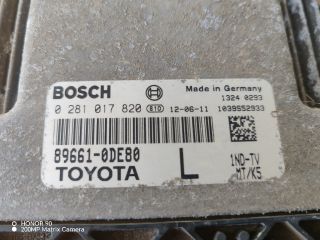 BOSCH
Made in Germany
1324 0293
0 281 017 820 BID 12-06-11 1039S52933
89661-0DE80
TOYOTA
L
1ND-TV
MT/K5
HONOR 90
200MP Matrix Camera